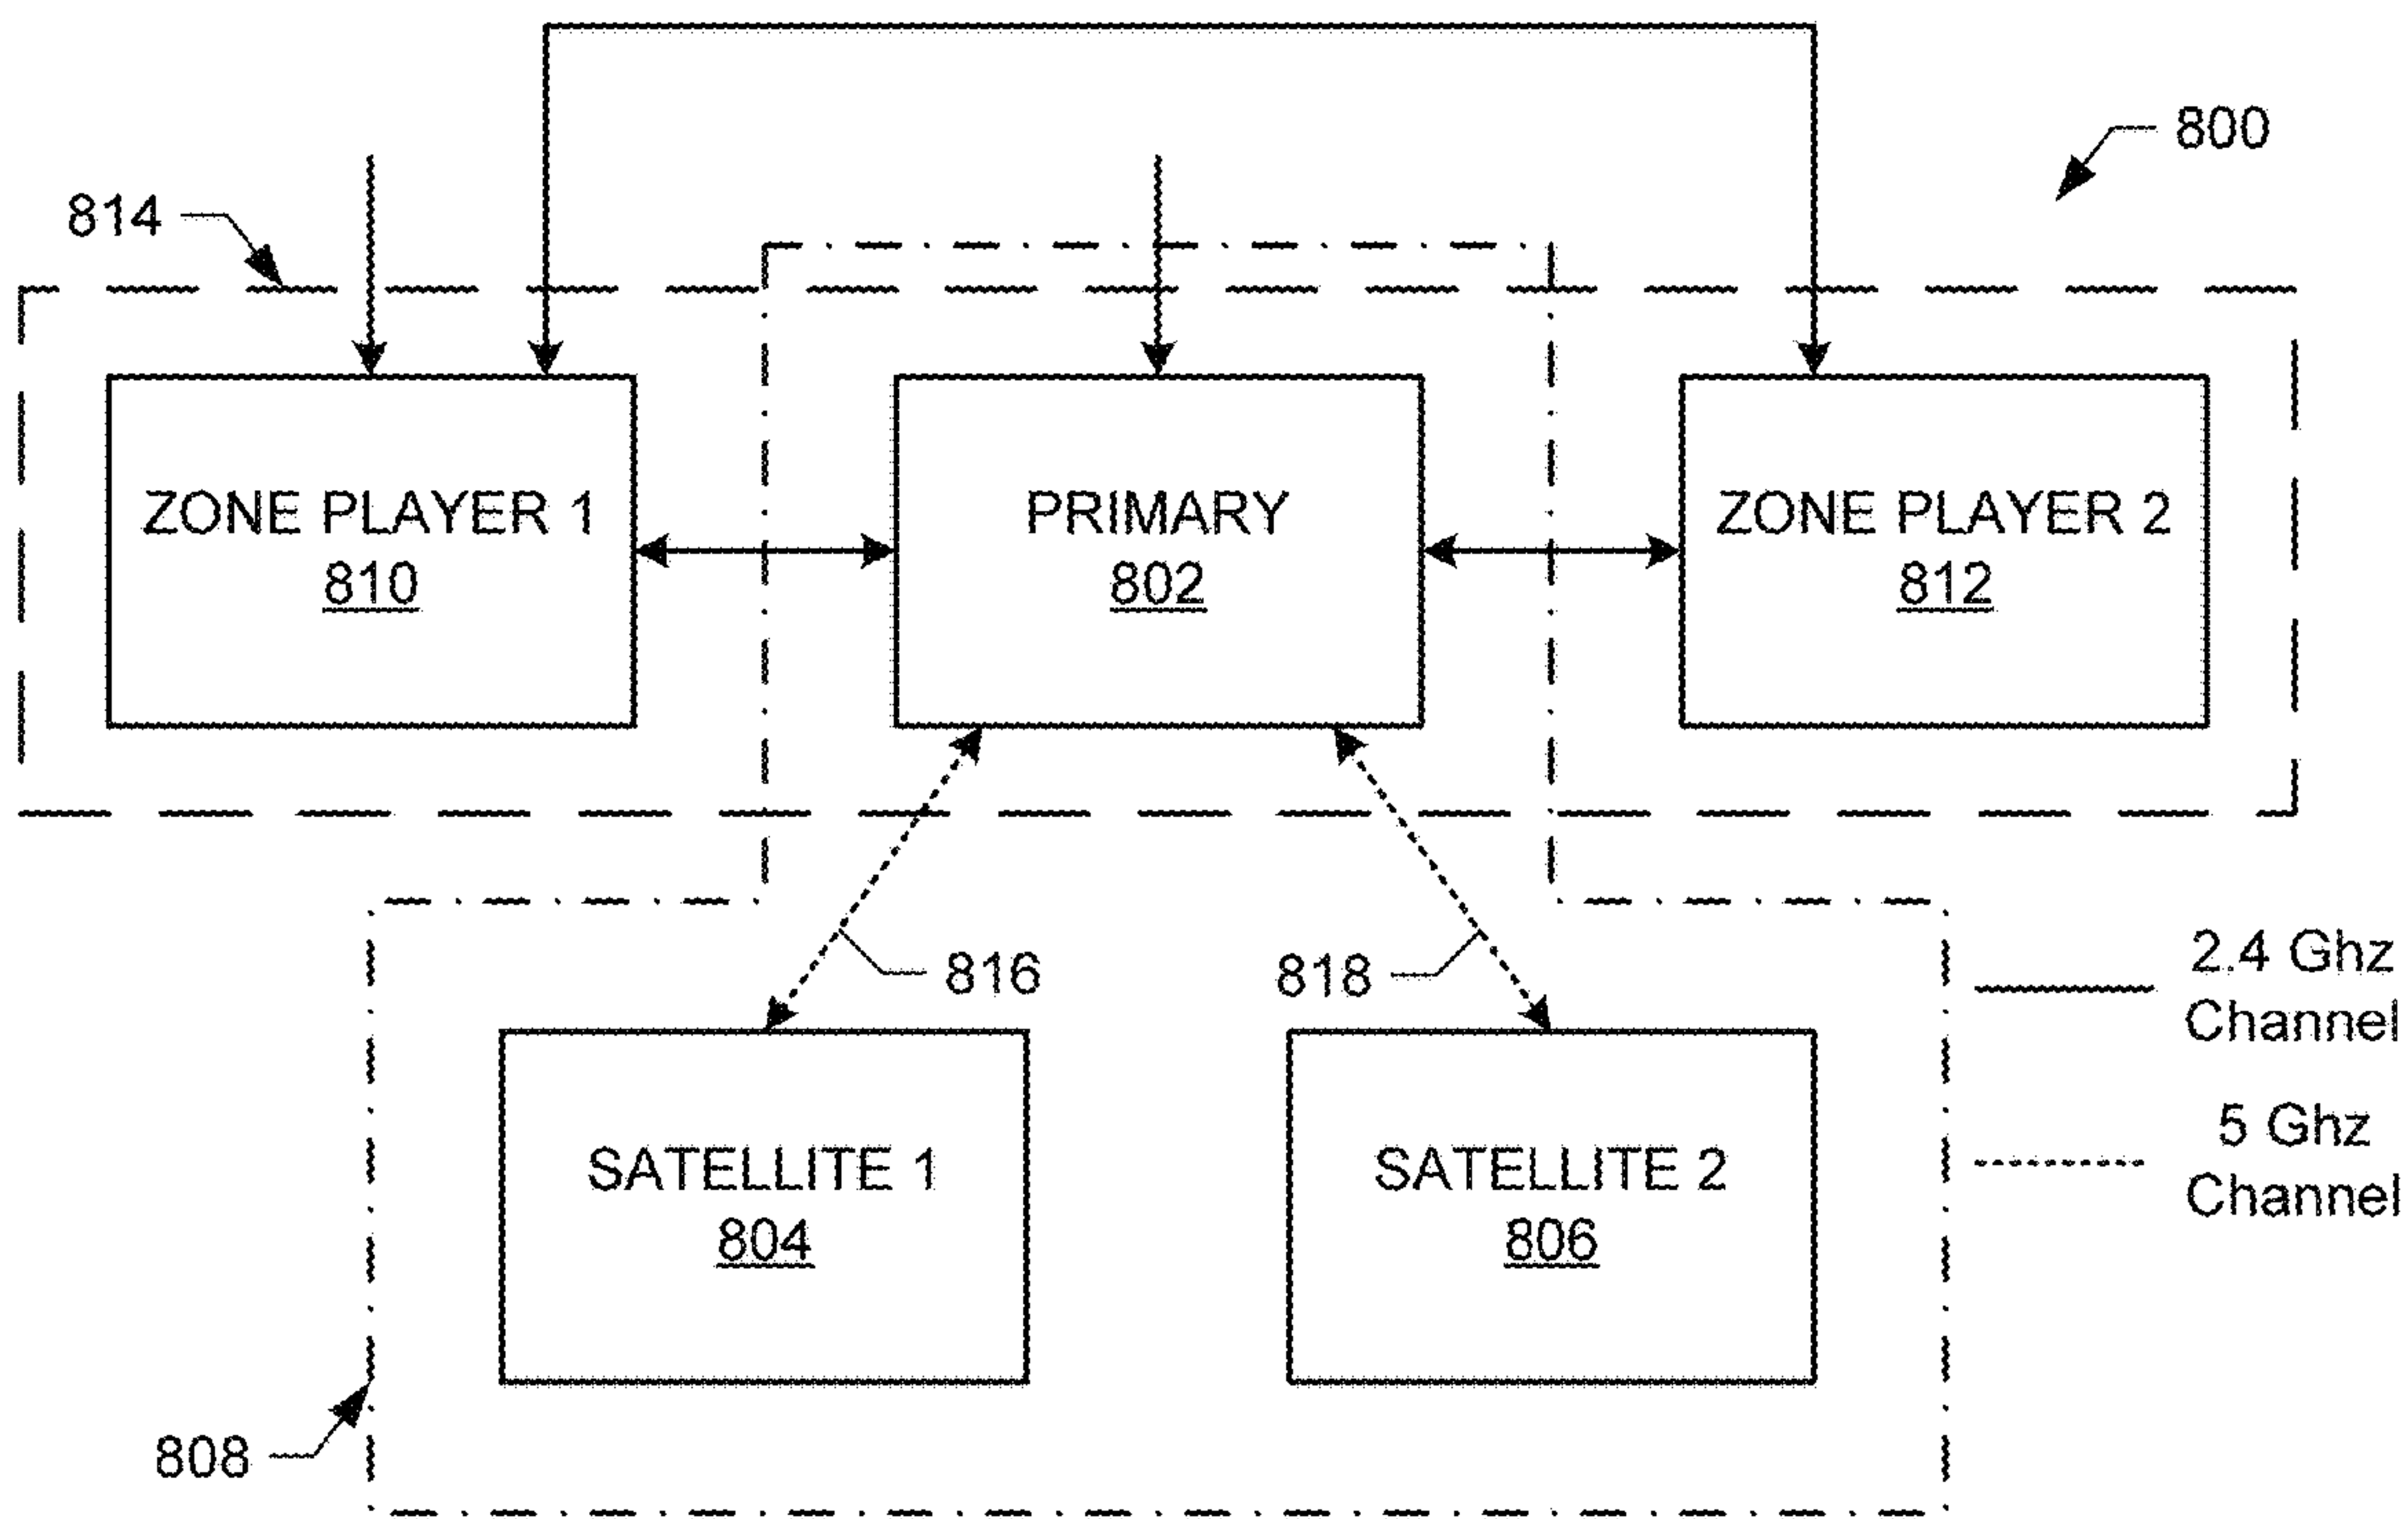 800
814
ZONE PLAYER 1
810
PRIMARY
802
ZONE PLAYER 2
812
816
818
2.4 Ghz
Channel
5 Ghz
Channel
SATELLITE 1
804
SATELLITE 2
806
808